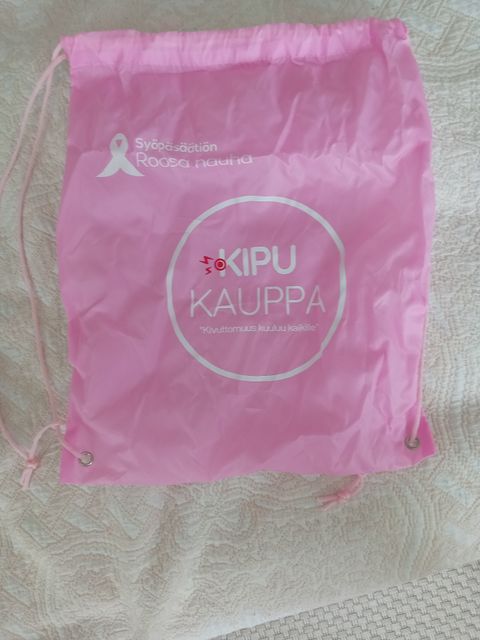 Syöpäsäätiön
Roosa nauha
KIPU
KAUPPA
"Kivuttomuus kuuluu kaikille"